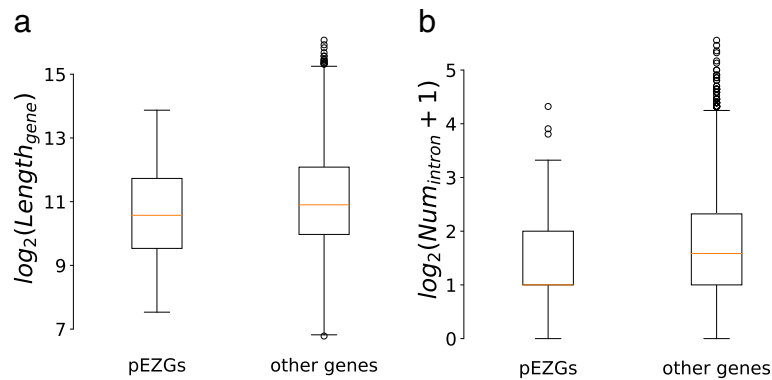 a
log2(Lengthgene)
15
13
11
9
7
pEZGs
other genes
b
log2(Numintron + 1)
5
4
3
2
1
0
pEZGs
other genes